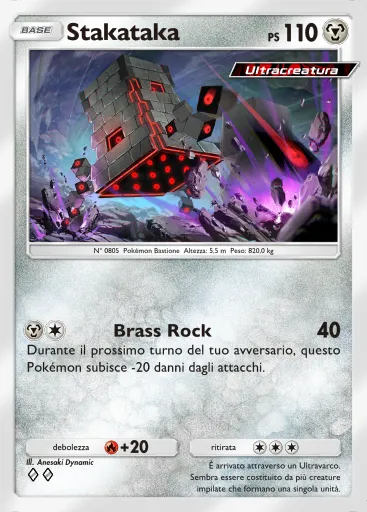 BASE Stakataka PS 110
Ultracreatura
N° 0805 Pokémon Bastione Altezza: 5,5 m Peso: 820,0 kg
Brass Rock 40
Durante il prossimo turno del tuo avversario, questo
Pokémon subisce -20 danni dagli attacchi.
debolezza +20 ritirata
Ill. Anesaki Dynamic
È arrivato attraverso un Ultravarco.
Sembra essere costituito da più creature
impilate che formano una singola unità.